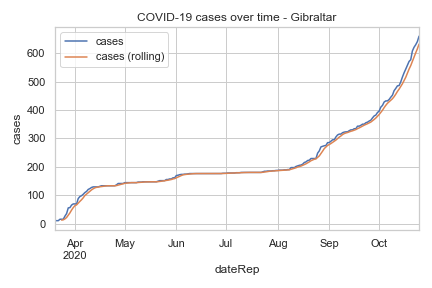 COVID-19 cases over time - Gibraltar
cases
cases (rolling)
cases
600
500
400
300
200
100
0
Apr May Jun Jul Aug Sep Oct
2020
dateRep